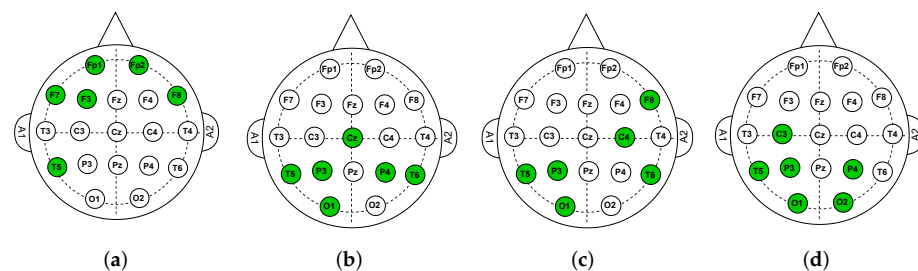 Fp1 Fp2 Fp1 Fp2 Fp1 Fp2 Fp1 Fp2
F7 F3 Fz F4 F8 F7 F3 Fz F4 F8 F7 F3 Fz F4 F8 F7 F3 Fz F4 F8
A1 T3 C3 Cz C4 T4 A2 A1 T3 C3 Cz C4 T4 A2 A1 T3 C3 Cz C4 T4 A2 A1 T3 C3 Cz C4 T4 A2
T5 P3 Pz P4 T6 T5 P3 Pz P4 T6 T5 P3 Pz P4 T6 T5 P3 Pz P4 T6
O1 O2 O1 O2 O1 O2 O1 O2
(a) (b) (c) (d)